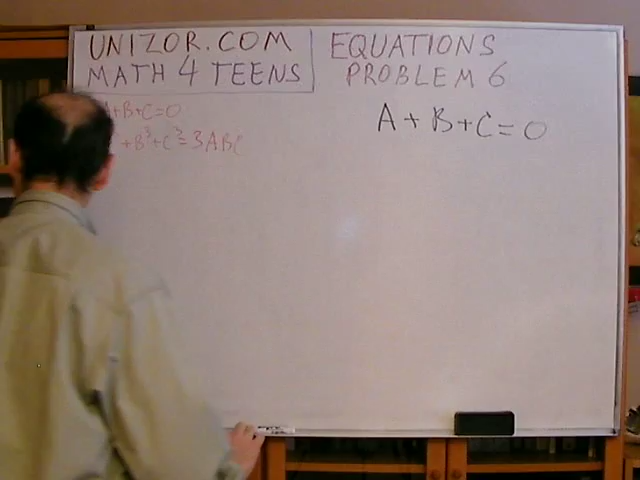 UNIZOR.COM
MATH 4 TEENS
EQUATIONS
PROBLEM 6
A+B+C=0
+B³+C³=3ABC
A+B+C=0